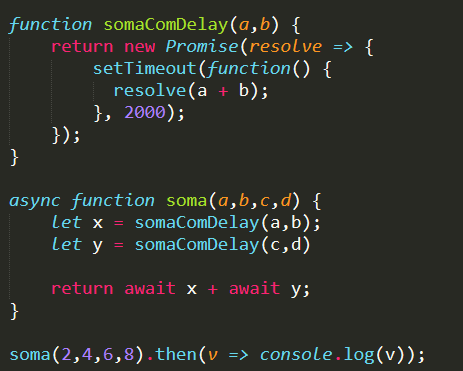 function somaComDelay(a,b) {
    return new Promise(resolve => {
        setTimeout(function() {
          resolve(a + b);
        }, 2000);
    });
}

async function soma(a,b,c,d) {
    let x = somaComDelay(a,b);
    let y = somaComDelay(c,d)

    return await x + await y;
}

soma(2,4,6,8).then(v => console.log(v));